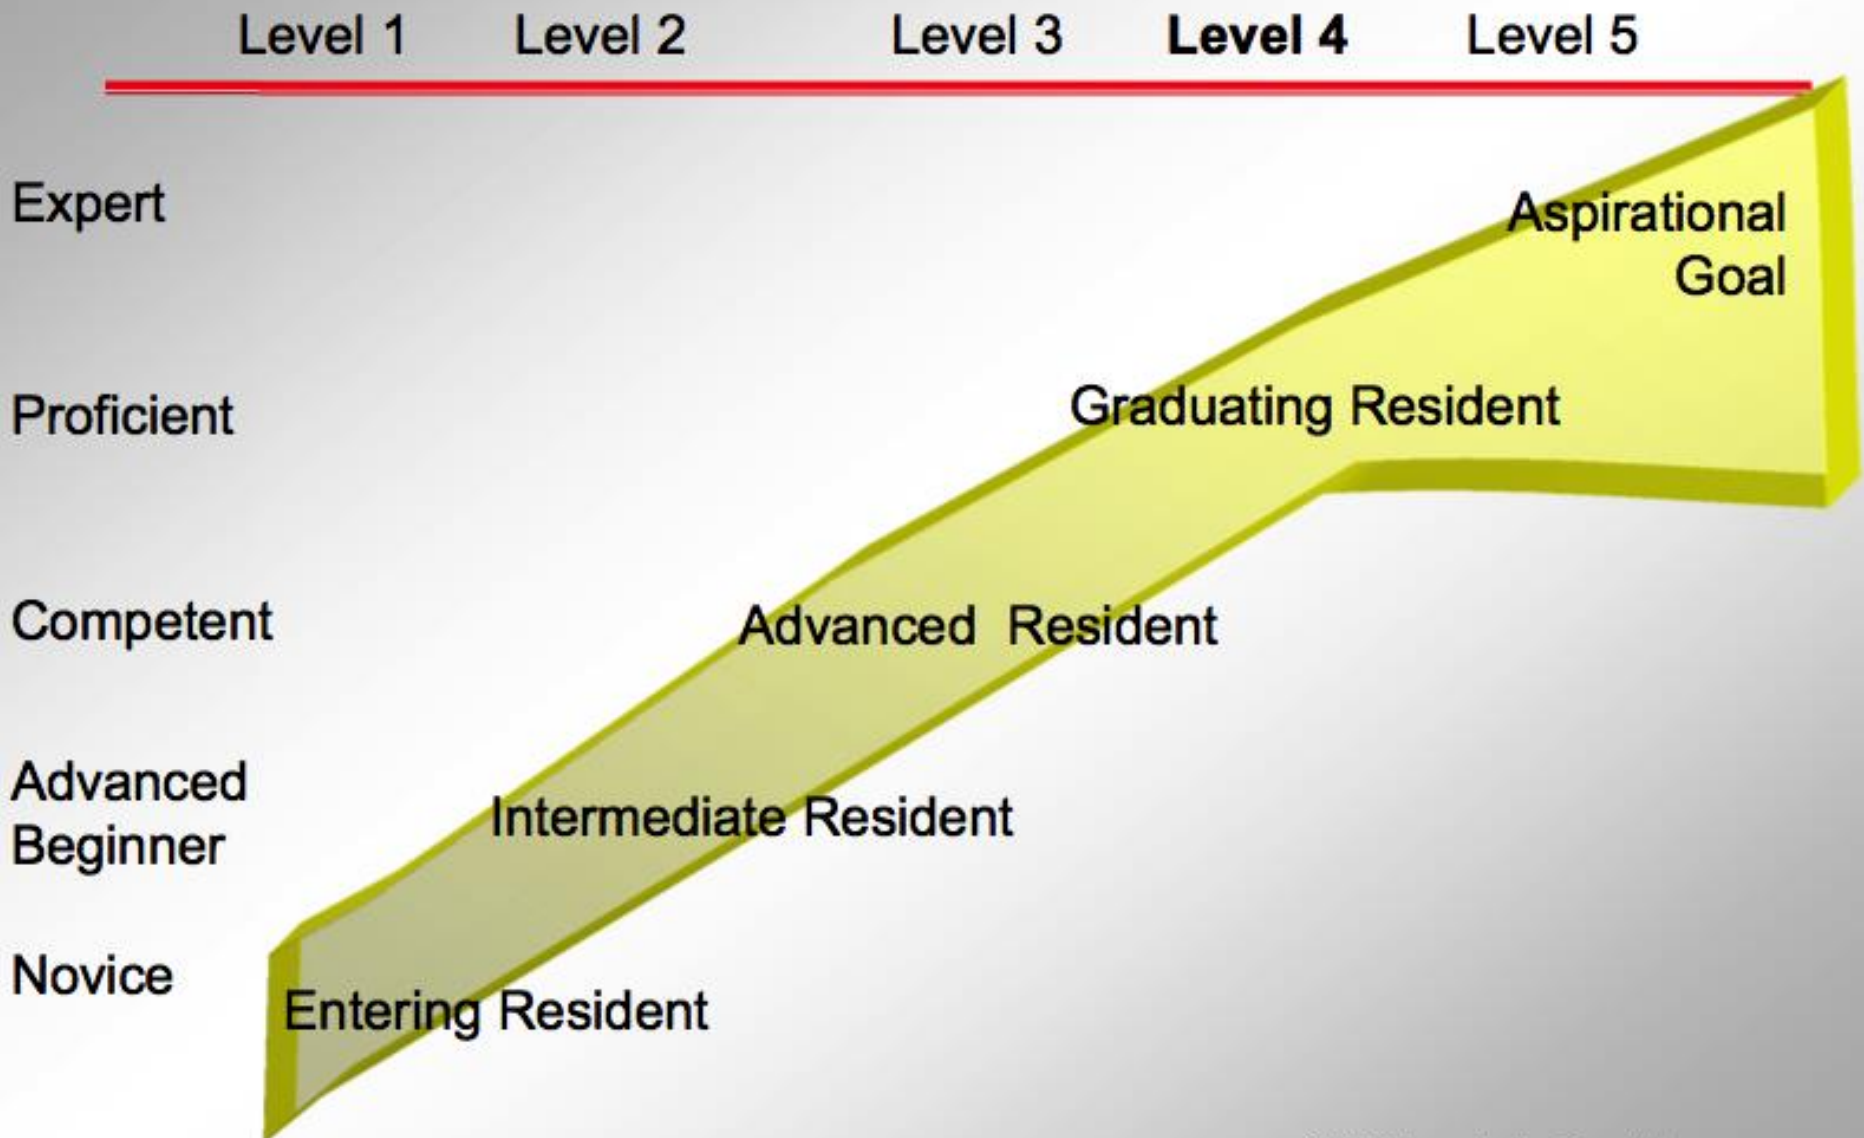 Level 1 Level 2 Level 3 Level 4 Level 5
Expert
Aspirational
Goal
Proficient
Graduating Resident
Competent
Advanced Resident
Advanced
Beginner
Intermediate Resident
Novice
Entering Resident